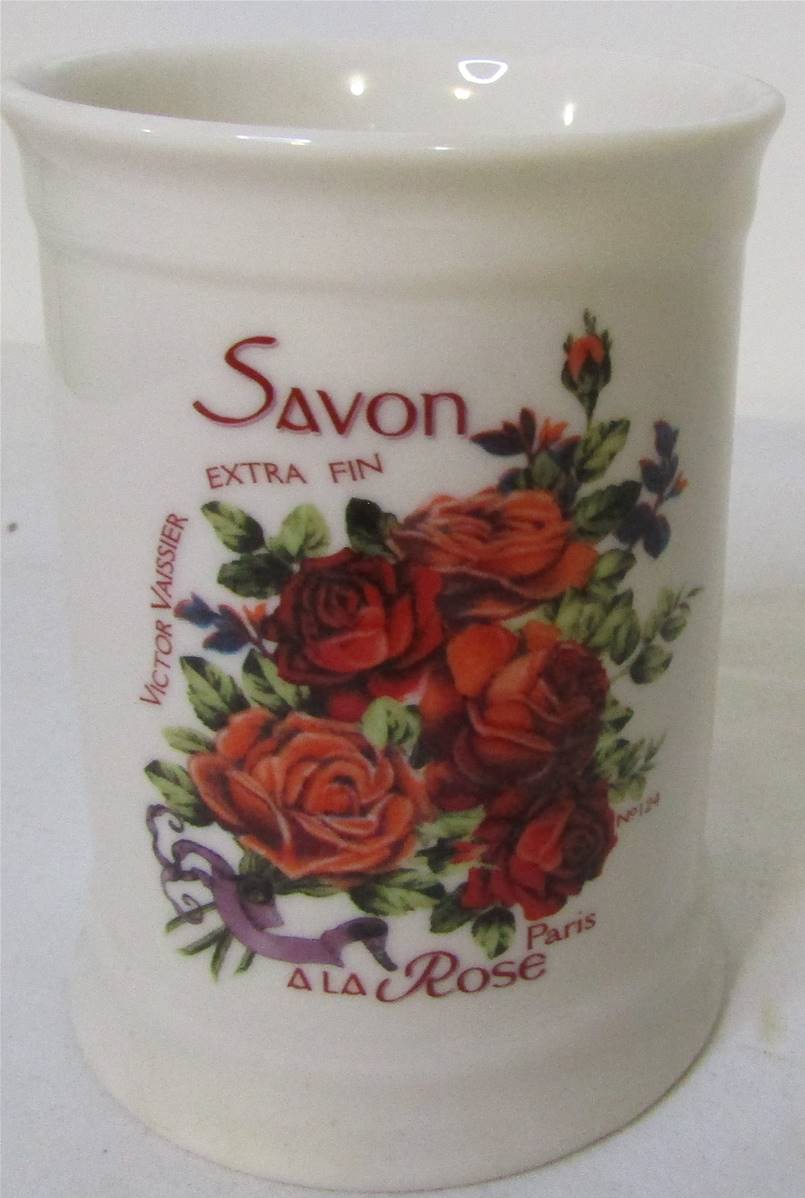 Savon
EXTRA FIN
VICTOR VAISSIER
Nº124
Paris
A LA Rose